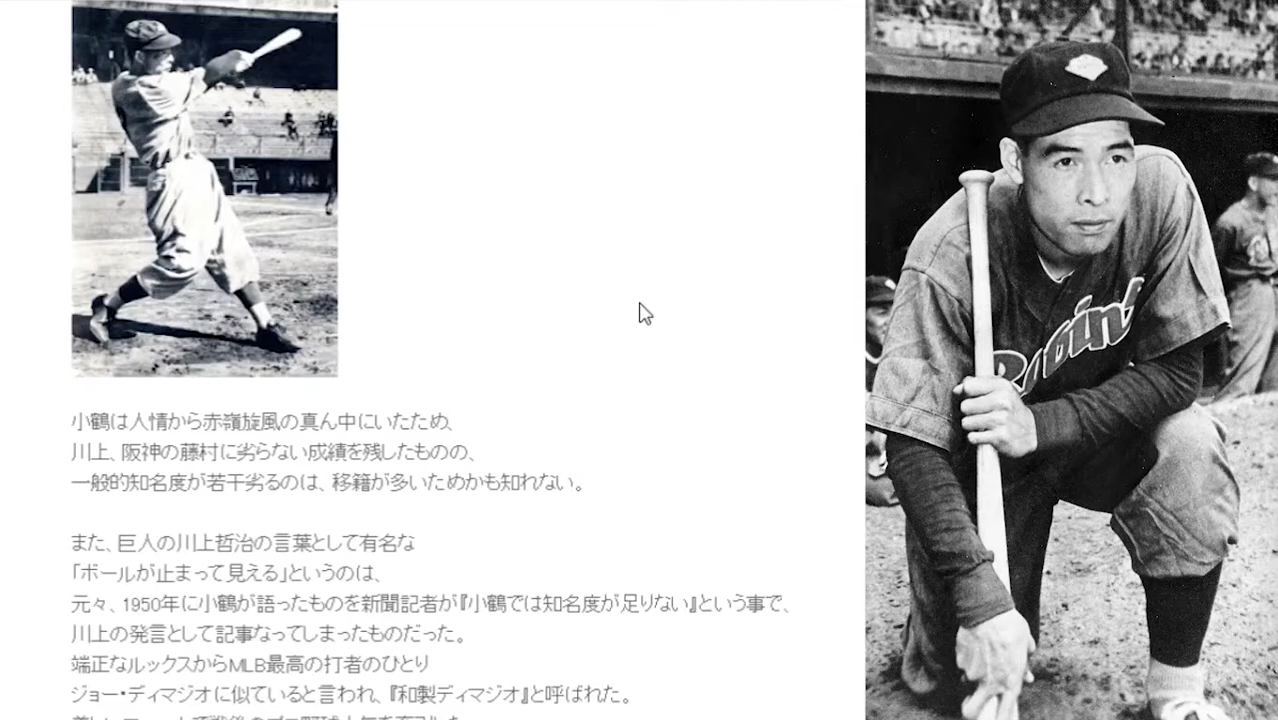 小鶴は人情から赤嶺旋風の真ん中にいたため、
川上、阪神の藤村に劣らない成績を残したものの、
一般的知名度が若干劣るのは、移籍が多いためかも知れない。
また、巨人の川上哲治の言葉として有名な
「ボールが止まって見える」というのは、
元々、1950年に小鶴が語ったものを新聞記者が『小鶴では知名度が足りない』という事で、
川上の発言として記事なってしまったものだった。
端正なルックスからMLB最高の打者のひとり
ジョー・ディマジオに似ていると言われ、『和製ディマジオ』と呼ばれた。
Robins